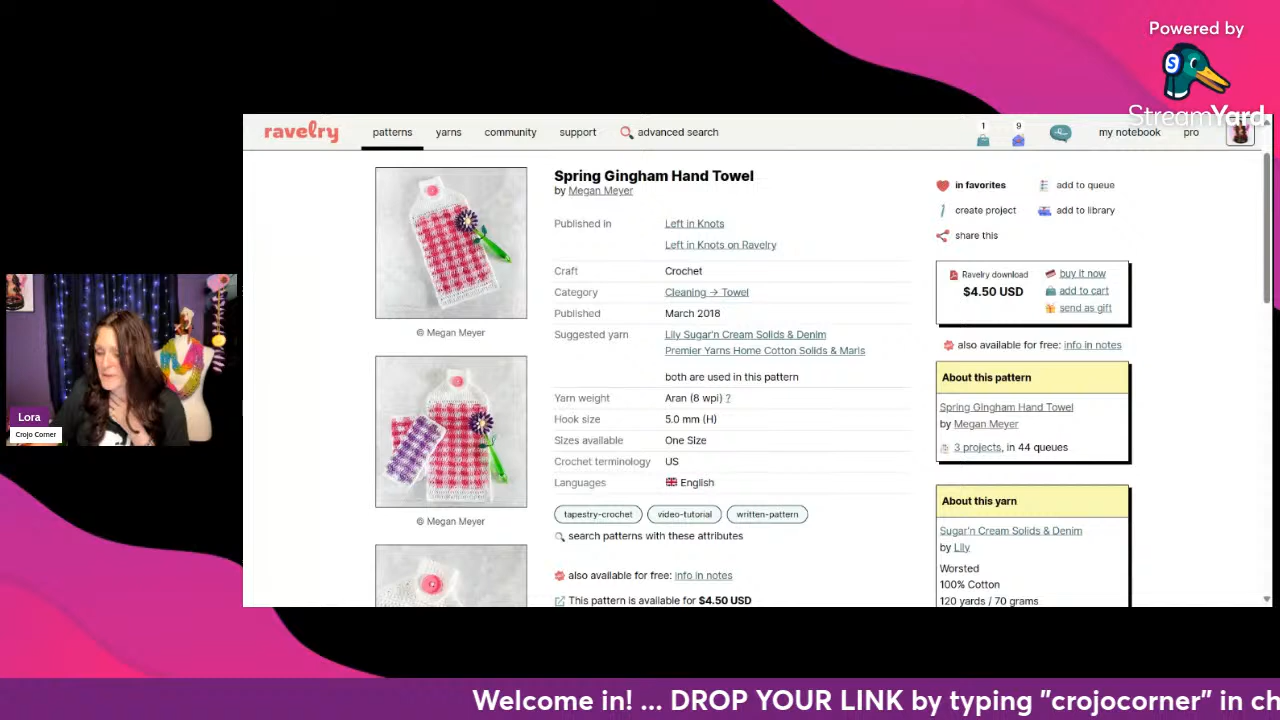 Powered by
S
StreamYard
ravelry
patterns
yarns
community
support
advanced search
1
9
my notebook
pro
Spring Gingham Hand Towel
by Megan Meyer
Published in Left in Knots
Left in Knots on Ravelry
Craft Crochet
Category Cleaning → Towel
Published March 2018
Suggested yarn Lily Sugar'n Cream Solids & Denim
Premier Yarns Home Cotton Solids & Marls
both are used in this pattern
Yarn weight Aran (8 wpi) ?
Hook size 5.0 mm (H)
Sizes available One Size
Crochet terminology US
Languages English
tapestry-crochet video-tutorial written-pattern
search patterns with these attributes
also available for free: info in notes
This pattern is available for $4.50 USD
© Megan Meyer
© Megan Meyer
in favorites add to queue
create project add to library
share this
Ravelry download
$4.50 USD
buy it now
add to cart
send as gift
also available for free: info in notes
About this pattern
Spring Gingham Hand Towel
by Megan Meyer
3 projects, in 44 queues
About this yarn
Sugar'n Cream Solids & Denim
by Lily
Worsted
100% Cotton
120 yards / 70 grams
Lora
Crojo Corner
Welcome in! ... DROP YOUR LINK by typing "crojocorner" in ch